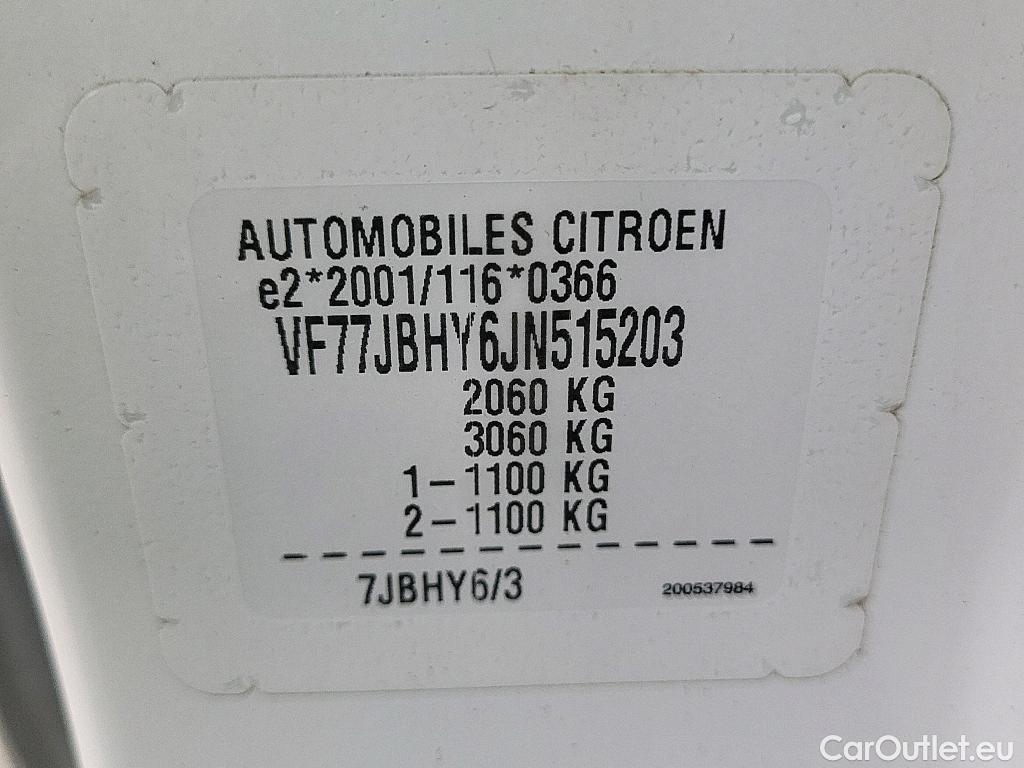 AUTOMOBILES CITROEN
e2*2001/116*0366
VF77JBHY6JN515203
2060 KG
3060 KG
1-1100 KG
2-1100 KG
7JBHY6/3
200537984
CarOutlet.eu